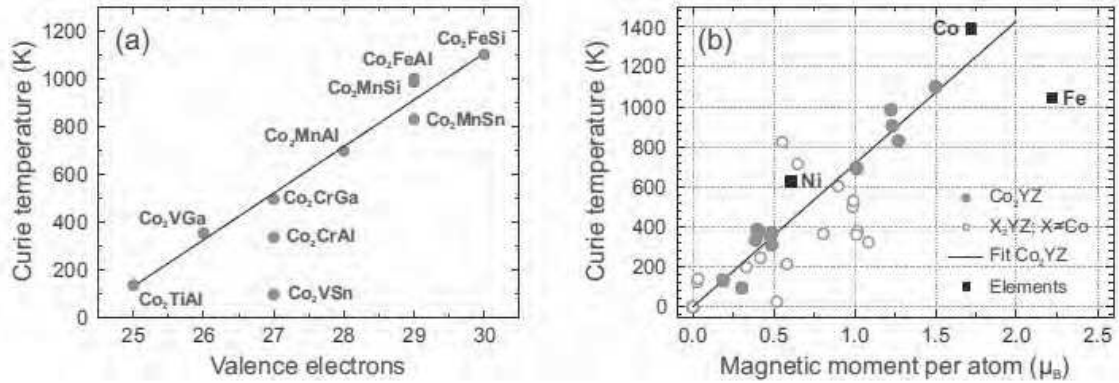 (a)
Curie temperature (K)
1200
1000
800
600
400
200
0
Co₂FeSi
Co₂FeAl
Co₂MnSi
Co₂MnSn
Co₂MnAl
Co₂CrGa
Co₂VGa
Co₂CrAl
Co₂VSn
Co₂TiAl
25 26 27 28 29 30
Valence electrons
(b)
Curie temperature (K)
1400
1200
1000
800
600
400
200
0
Co
Fe
Ni
Co₂YZ
X₂YZ; X≠Co
Fit Co₂YZ
Elements
0.0 0.5 1.0 1.5 2.0 2.5
Magnetic moment per atom (μ_B)